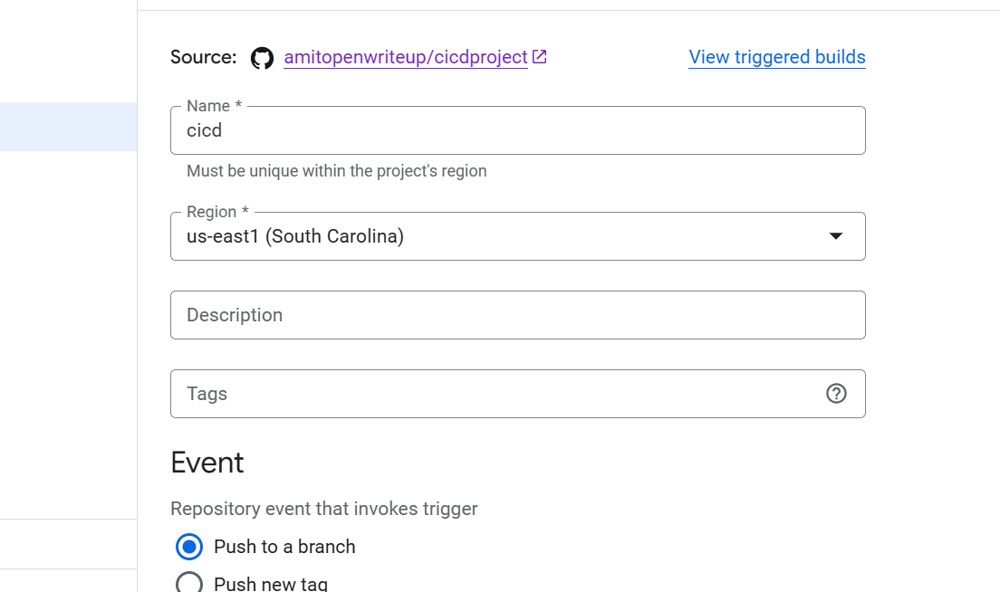 Source: amitopenwriteup/cicdproject View triggered builds
Name *
cicd
Must be unique within the project's region
Region *
us-east1 (South Carolina)
Description
Tags
Event
Repository event that invokes trigger
Push to a branch
Push new tag